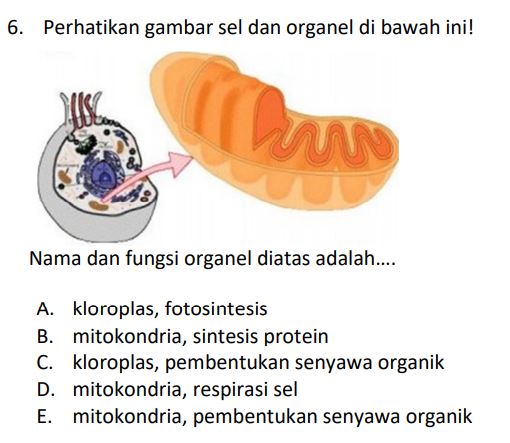 6. Perhatikan gambar sel dan organel di bawah ini!
Nama dan fungsi organel diatas adalah....
A. kloroplas, fotosintesis
B. mitokondria, sintesis protein
C. kloroplas, pembentukan senyawa organik
D. mitokondria, respirasi sel
E. mitokondria, pembentukan senyawa organik